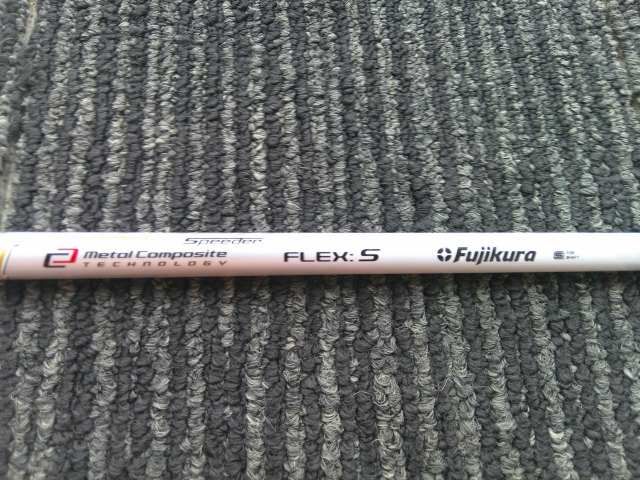 Speeder
Metal Composite
TECHNOLOGY
FLEX: S
Fujikura